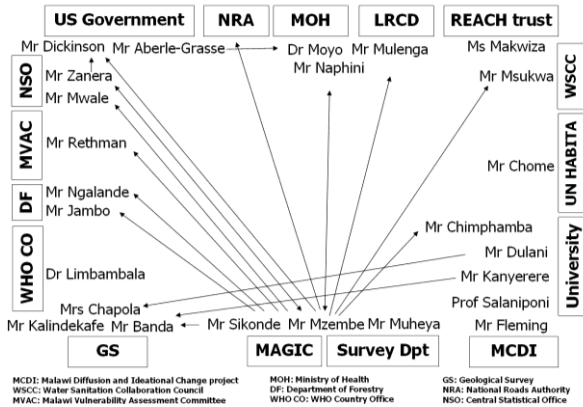 US Government
NRA
MOH
LRCD
REACH trust
Mr Dickinson
Mr Aberle-Grasse
Dr Moyo
Mr Mulenga
Ms Makwiza
Mr Naphini
NSO
Mr Zanera
Mr Msukwa
WSCC
Mr Mwale
MVAC
Mr Rethman
Mr Chome
UN HABITA
DF
Mr Ngalande
Mr Jambo
Mr Chimphamba
University
Mr Dulani
WHO CO
Dr Limbambala
Mr Kanyerere
Mrs Chapola
Prof Salaniponi
Mr Kalindekafe
Mr Banda
Mr Sikonde
Mr Mzembe
Mr Muheya
Mr Fleming
GS
MAGIC
Survey Dpt
MCDI
MCDI: Malawi Diffusion and Ideational Change project
WSCC: Water Sanitation Collaboration Council
MVAC: Malawi Vulnerability Assessment Committee
MOH: Ministry of Health
DF: Department of Forestry
WHO CO: WHO Country Office
GS: Geological Survey
NRA: National Roads Authority
NSO: Central Statistical Office